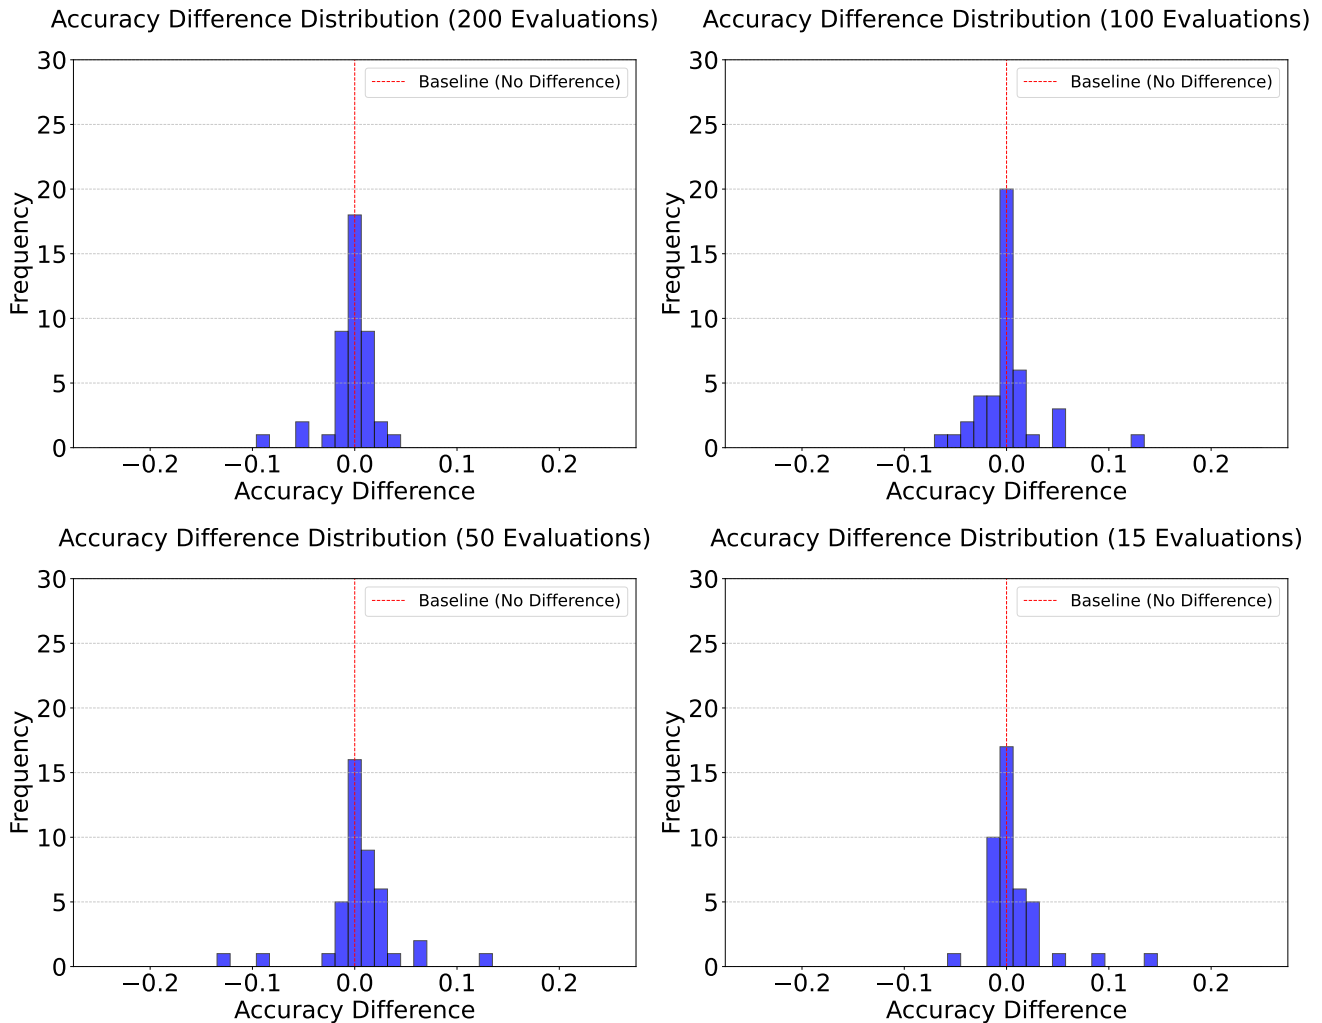 Accuracy Difference Distribution (200 Evaluations)
30
25
20
15
10
5
0
Frequency
Baseline (No Difference)
−0.2 −0.1 0.0 0.1 0.2
Accuracy Difference
Accuracy Difference Distribution (100 Evaluations)
30
25
20
15
10
5
0
Frequency
Baseline (No Difference)
−0.2 −0.1 0.0 0.1 0.2
Accuracy Difference
Accuracy Difference Distribution (50 Evaluations)
30
25
20
15
10
5
0
Frequency
Baseline (No Difference)
−0.2 −0.1 0.0 0.1 0.2
Accuracy Difference
Accuracy Difference Distribution (15 Evaluations)
30
25
20
15
10
5
0
Frequency
Baseline (No Difference)
−0.2 −0.1 0.0 0.1 0.2
Accuracy Difference